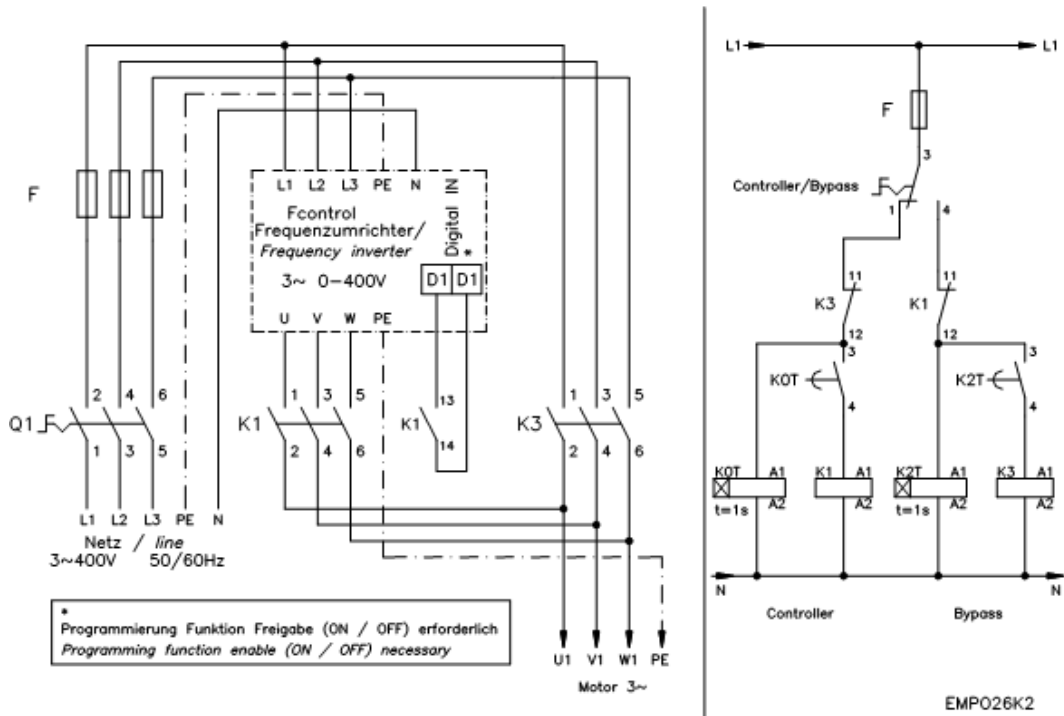 L1 L2 L3 PE N
Digital IN
*
Fcontrol
Frequenzumrichter/
Frequency inverter
3~ 0-400V
D1 D1
U V W PE
F
Q1
2 4 6
1 3 5
K1
1 3 5
2 4 6
K1
13
14
K3
1 3 5
2 4 6
L1 L2 L3 PE N
Netz / line
3~400V 50/60Hz
*
Programmierung Funktion Freigabe (ON / OFF) erforderlich
Programming function enable (ON / OFF) necessary
U1 V1 W1 PE
Motor 3~
L1 L1
F
3
Controller/Bypass
1 4
11 11
K3 K1
12 12
3 3
K0T K2T
4 4
K0T A1 K1 A1 K2T A1 K3 A1
A2 A2 A2 A2
t=1s t=1s
N N
Controller Bypass
EMPO26K2